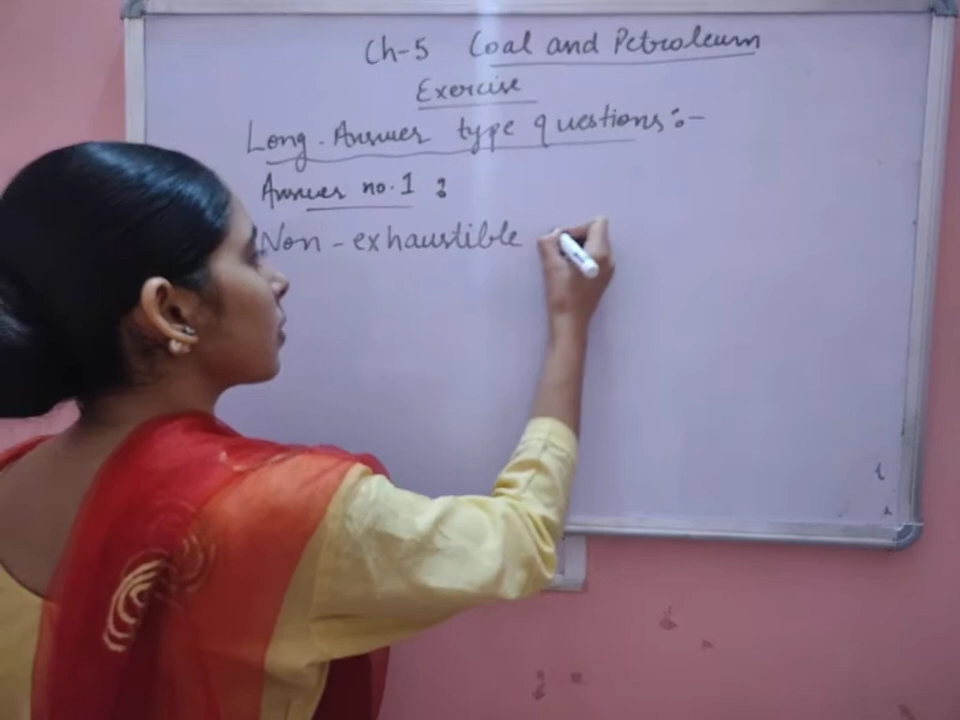 Ch-5 Coal and Petroleum
Exercise
Long Answer type questions:-
Answer no. 1 :
Non-exhaustible